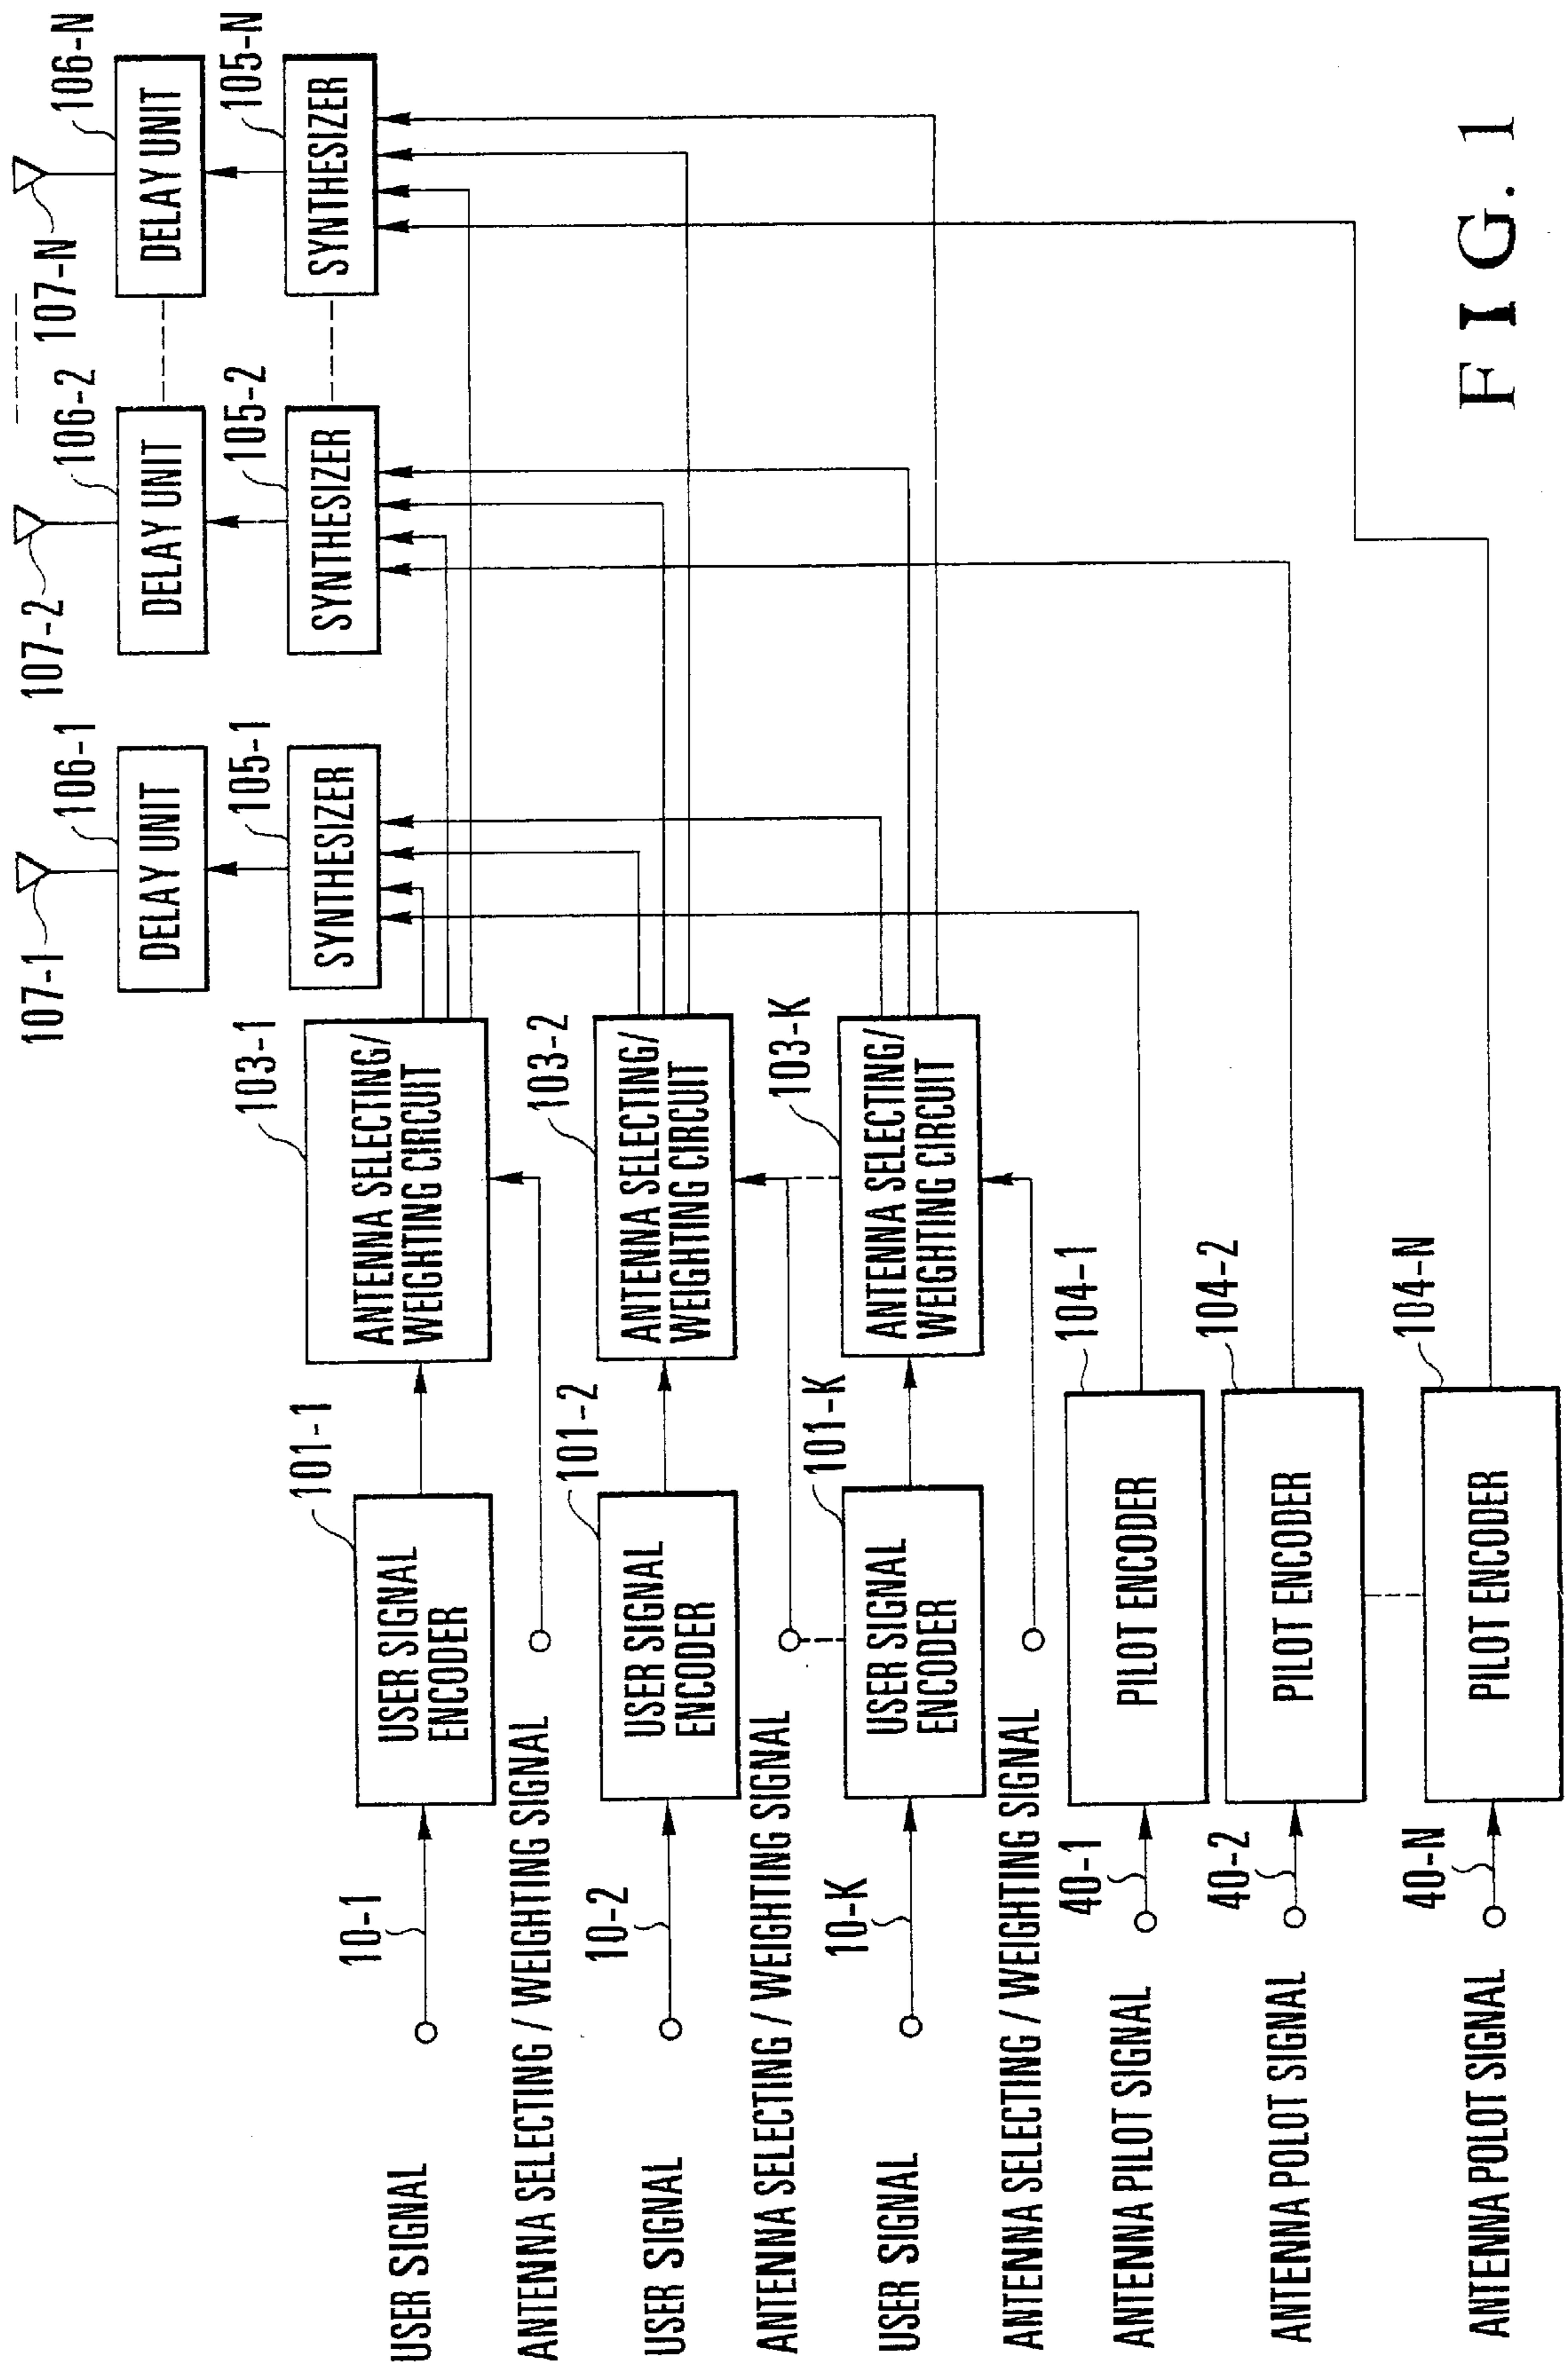 107-1
107-2
107-N
106-1
106-2
106-N
DELAY UNIT
DELAY UNIT
DELAY UNIT
105-1
105-2
105-N
SYNTHESIZER
SYNTHESIZER
SYNTHESIZER
USER SIGNAL
10-1
101-1
USER SIGNAL
ENCODER
103-1
ANTENNA SELECTING/
WEIGHTING CIRCUIT
ANTENNA SELECTING / WEIGHTING SIGNAL
USER SIGNAL
10-2
101-2
USER SIGNAL
ENCODER
103-2
ANTENNA SELECTING/
WEIGHTING CIRCUIT
ANTENNA SELECTING / WEIGHTING SIGNAL
USER SIGNAL
10-K
101-K
USER SIGNAL
ENCODER
103-K
ANTENNA SELECTING/
WEIGHTING CIRCUIT
ANTENNA SELECTING / WEIGHTING SIGNAL
ANTENNA PILOT SIGNAL
40-1
PILOT ENCODER
104-1
ANTENNA POLOT SIGNAL
40-2
PILOT ENCODER
104-2
ANTENNA POLOT SIGNAL
40-N
PILOT ENCODER
104-N
FIG. 1